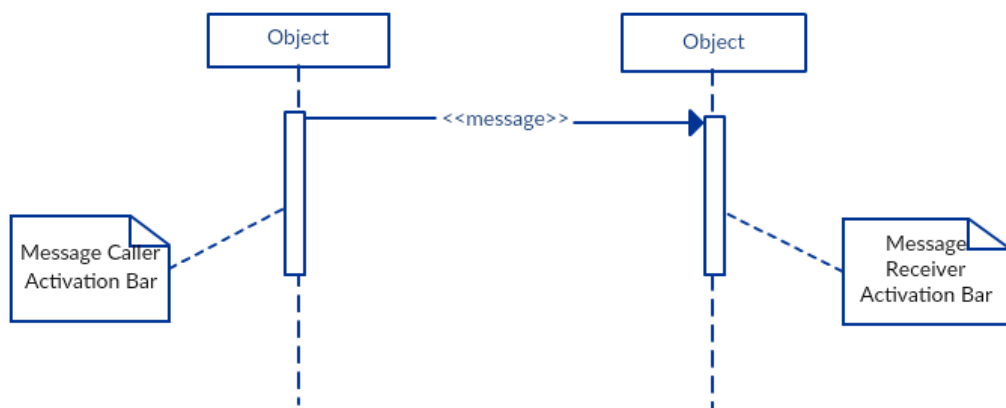 Object
Object
<<message>>
Message Caller
Activation Bar
Message
Receiver
Activation Bar